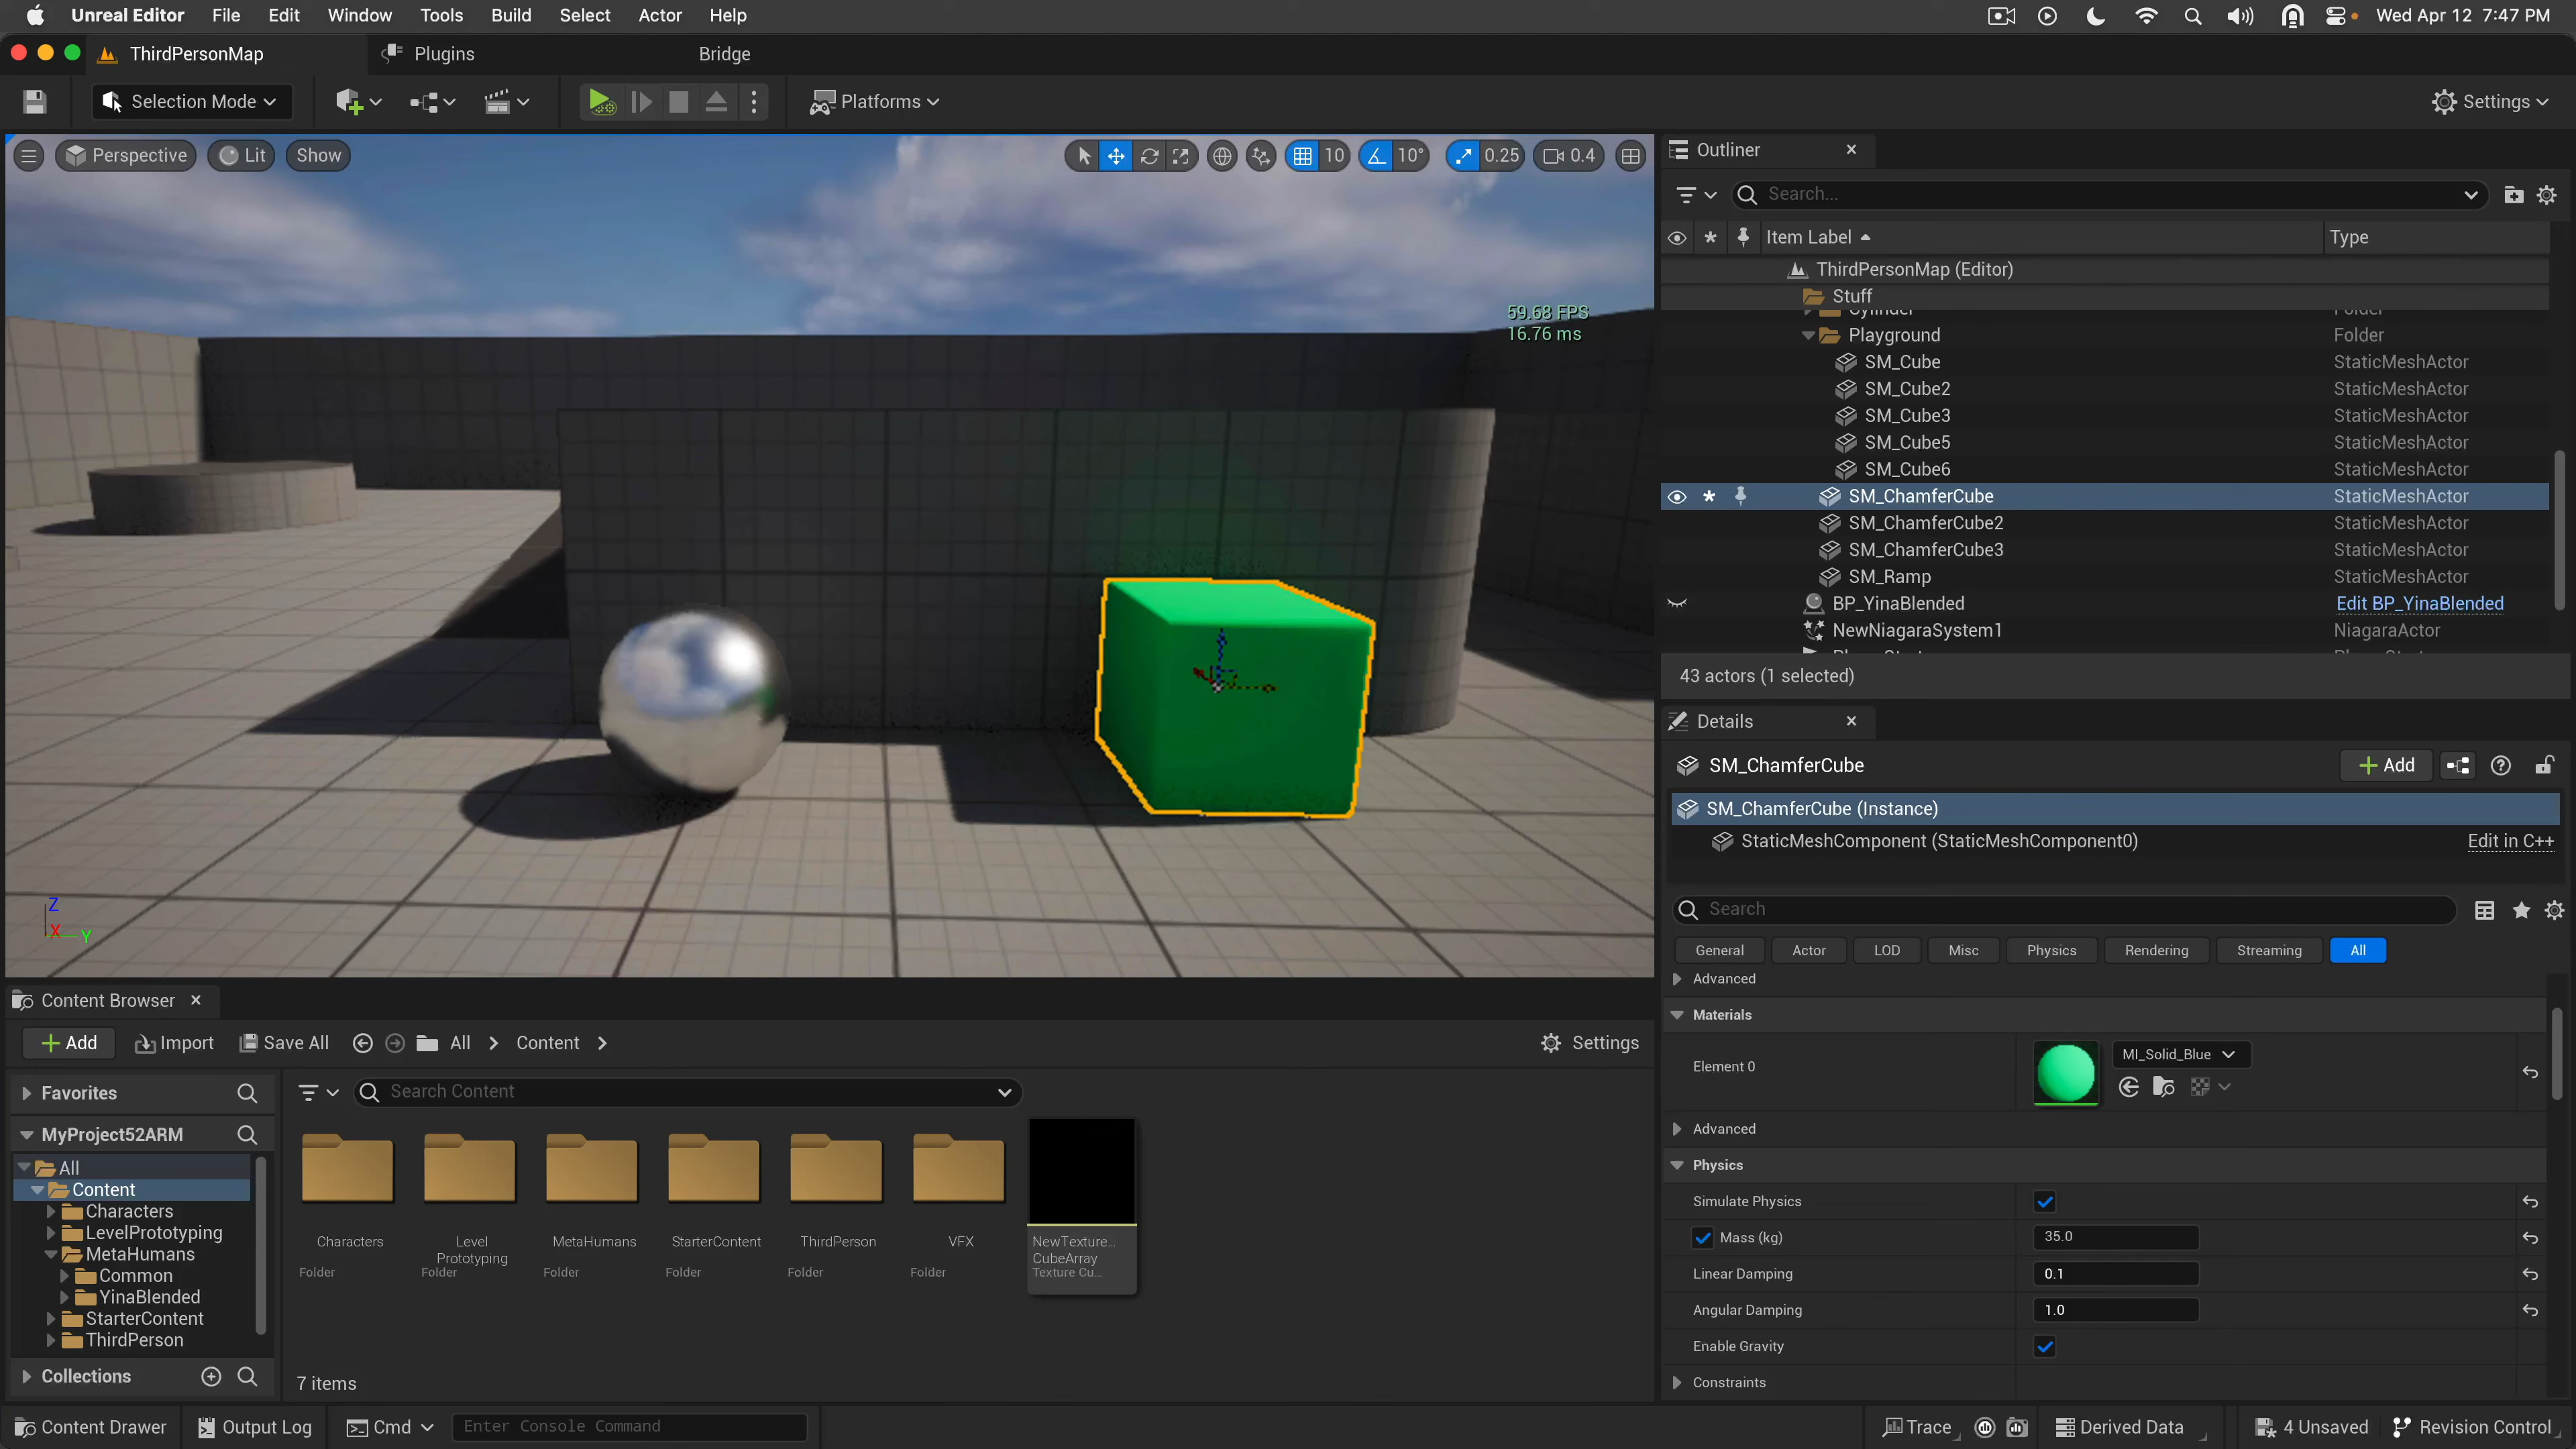 Unreal Editor File Edit Window Tools Build Select Actor Help Wed Apr 12 7:47 PM
ThirdPersonMap Plugins Bridge
Selection Mode Platforms Settings
Perspective Lit Show 10 10° 0.25 0.4
59.68 FPS
16.76 ms
Z
X Y
Outliner
Search...
Item Label Type
ThirdPersonMap (Editor)
Stuff
Cylinder Folder
Playground Folder
SM_Cube StaticMeshActor
SM_Cube2 StaticMeshActor
SM_Cube3 StaticMeshActor
SM_Cube5 StaticMeshActor
SM_Cube6 StaticMeshActor
SM_ChamferCube StaticMeshActor
SM_ChamferCube2 StaticMeshActor
SM_ChamferCube3 StaticMeshActor
SM_Ramp StaticMeshActor
BP_YinaBlended Edit BP_YinaBlended
NewNiagaraSystem1 NiagaraActor
43 actors (1 selected)
Details
SM_ChamferCube Add
SM_ChamferCube (Instance)
StaticMeshComponent (StaticMeshComponent0) Edit in C++
Search
General Actor LOD Misc Physics Rendering Streaming All
Advanced
Materials
Element 0 MI_Solid_Blue
Advanced
Physics
Simulate Physics
Mass (kg) 35.0
Linear Damping 0.1
Angular Damping 1.0
Enable Gravity
Constraints
Content Browser
Add Import Save All All Content Settings
Favorites
Search Content
MyProject52ARM
All
Content
Characters
LevelPrototyping
MetaHumans
Common
YinaBlended
StarterContent
ThirdPerson
Collections
Characters
Folder
Level
Prototyping
Folder
MetaHumans
Folder
StarterContent
Folder
ThirdPerson
Folder
VFX
Folder
NewTexture...
CubeArray
Texture Cu...
7 items
Content Drawer Output Log Cmd Enter Console Command Trace Derived Data 4 Unsaved Revision Control